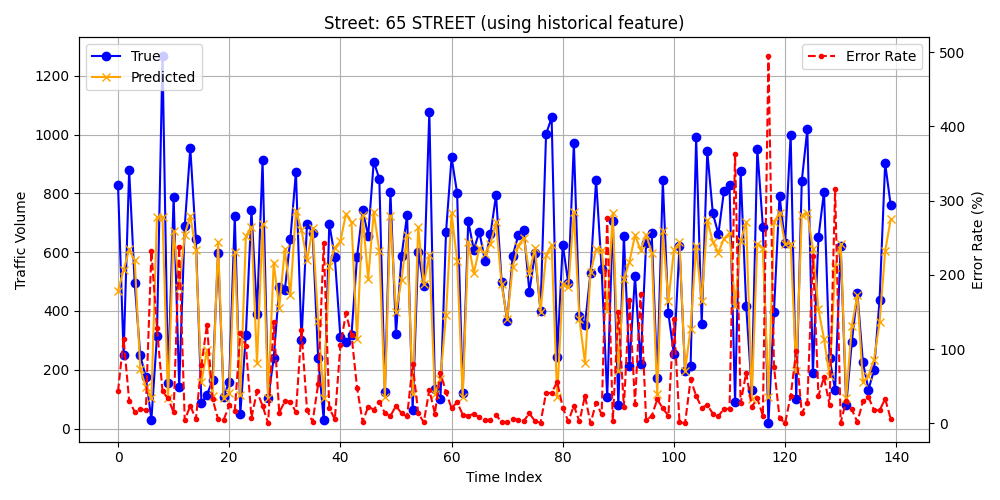 Street: 65 STREET (using historical feature)
True
Predicted
Error Rate
Traffic Volume
1200
1000
800
600
400
200
0
500
400
300
200
100
0
Error Rate (%)
0 20 40 60 80 100 120 140
Time Index